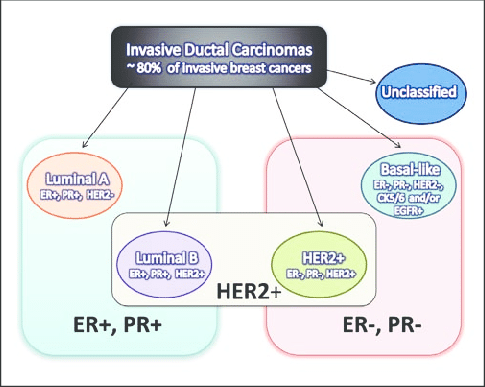 Invasive Ductal Carcinomas
~ 80% of invasive breast cancers
Unclassified
Luminal A
ER+, PR+, HER2-
Basal-like
ER-, PR-, HER2-,
CK5/6 and/or
EGFR+
Luminal B
ER+, PR+, HER2+
HER2+
ER-, PR-, HER2+
HER2+
ER+, PR+
ER-, PR-